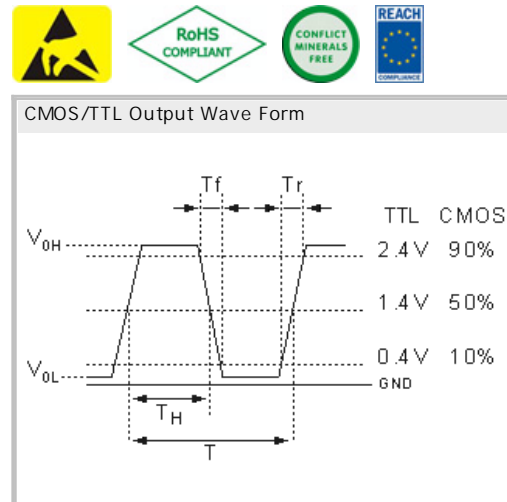 RoHS
COMPLIANT
CONFLICT
MINERALS
FREE
REACH
COMPLIANCE
CMOS/TTL Output Wave Form
Tf Tr
TTL CMOS
V0H 2.4V 90%
1.4V 50%
0.4V 10%
V0L GND
TH
T